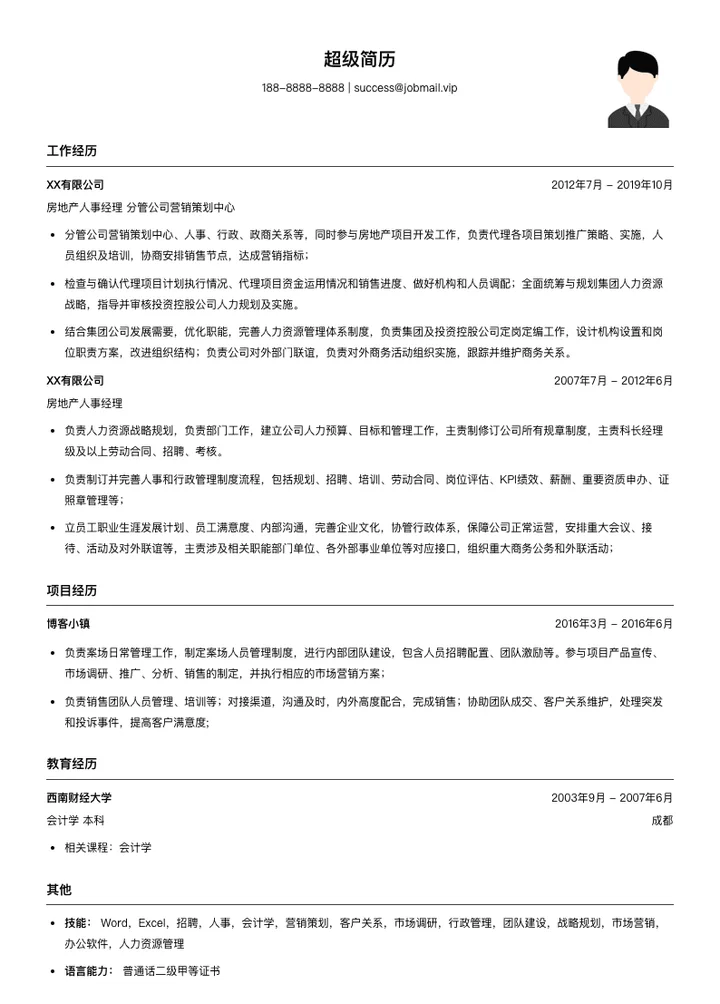 超级简历
188-8888-8888 | success@jobmail.vip
工作经历
XX有限公司 2012年7月 – 2019年10月
房地产人事经理 分管公司营销策划中心
• 分管公司营销策划中心、人事、行政、政商关系等，同时参与房地产项目开发工作，负责代理各项目策划推广策略、实施，人
员组织及培训，协商安排销售节点，达成营销指标；
• 检查与确认代理项目计划执行情况、代理项目资金运用情况和销售进度、做好机构和人员调配；全面统筹与规划集团人力资源
战略，指导并审核投资控股公司人力规划及实施。
• 结合集团公司发展需要，优化职能，完善人力资源管理体系制度，负责集团及投资控股公司定岗定编工作，设计机构设置和岗
位职责方案，改进组织结构；负责公司对外部门联谊，负责对外商务活动组织实施，跟踪并维护商务关系。
XX有限公司 2007年7月 – 2012年6月
房地产人事经理
• 负责人力资源战略规划，负责部门工作，建立公司人力预算、目标和管理工作，主责制修订公司所有规章制度，主责科长经理
级及以上劳动合同、招聘、考核。
• 负责制订并完善人事和行政管理制度流程，包括规划、招聘、培训、劳动合同、岗位评估、KPI绩效、薪酬、重要资质申办、证
照章管理等；
• 立员工职业生涯发展计划、员工满意度、内部沟通，完善企业文化，协管行政体系，保障公司正常运营，安排重大会议、接
待、活动及对外联谊等，主责涉及相关职能部门单位、各外部事业单位等对应接口，组织重大商务公务和外联活动；
项目经历
博客小镇 2016年3月 – 2016年6月
• 负责案场日常管理工作，制定案场人员管理制度，进行内部团队建设，包含人员招聘配置、团队激励等。参与项目产品宣传、
市场调研、推广、分析、销售的制定，并执行相应的市场营销方案；
• 负责销售团队人员管理、培训等；对接渠道，沟通及时，内外高度配合，完成销售；协助团队成交、客户关系维护，处理突发
和投诉事件，提高客户满意度;
教育经历
西南财经大学 2003年9月 – 2007年6月
会计学 本科 成都
• 相关课程：会计学
其他
• 技能： Word，Excel，招聘，人事，会计学，营销策划，客户关系，市场调研，行政管理，团队建设，战略规划，市场营销，
办公软件，人力资源管理
• 语言能力： 普通话二级甲等证书